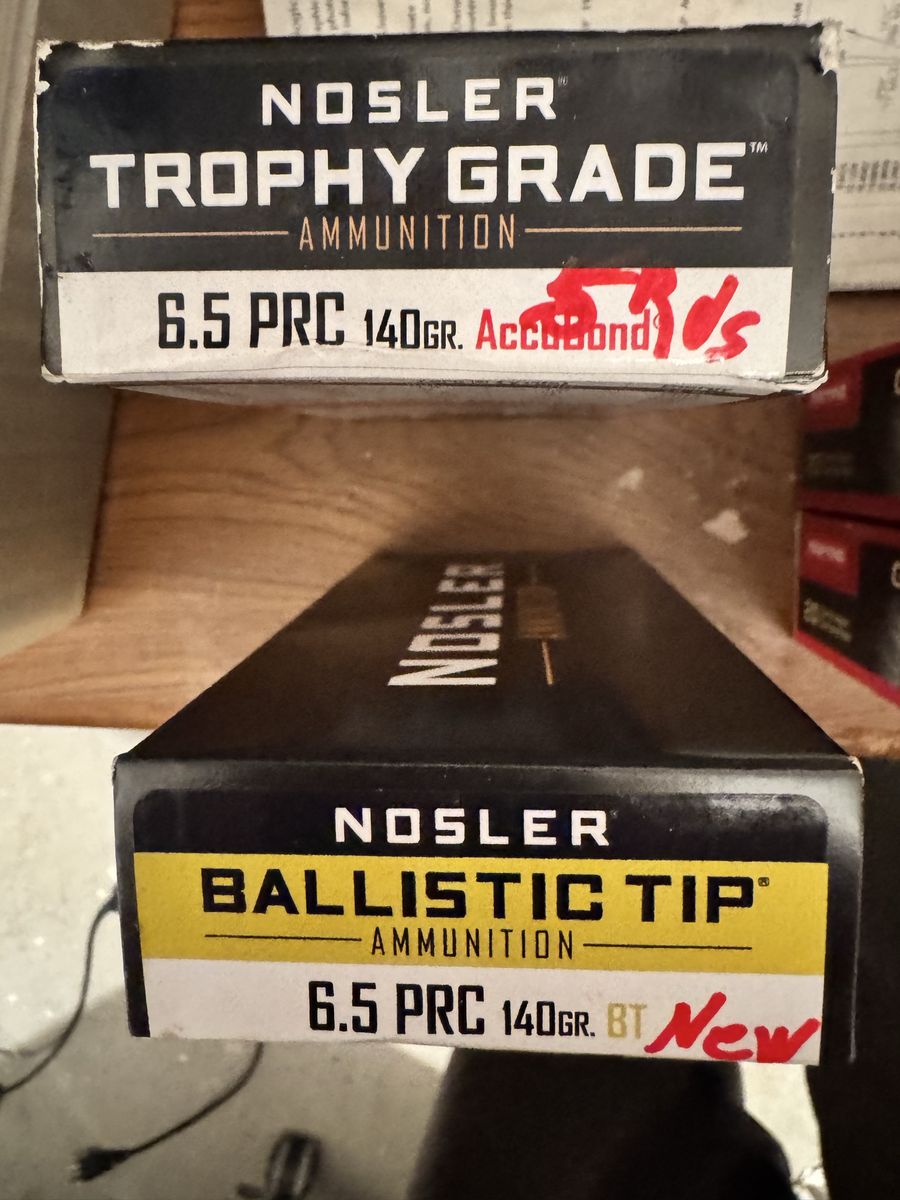 NOSLER®
TROPHY GRADE™
AMMUNITION
6.5 PRC 140GR. AccuBond® 5-Rds
NOSLER
NOSLER
BALLISTIC TIP®
AMMUNITION
6.5 PRC 140GR. BT New